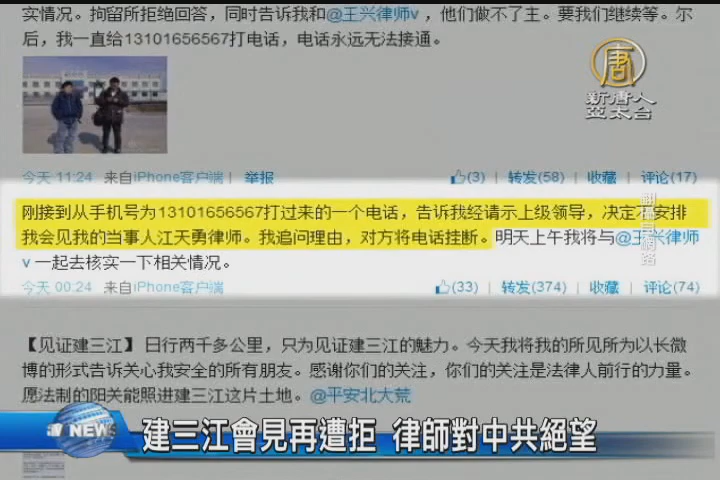 实情况。拘留所拒绝回答，同时告诉我和@王兴律师v，他们做不了主。要我们继续等。尔
后，我一直给13101656567打电话，电话永远无法接通。
唐
新唐人
亞太台
今天 11:24 来自iPhone客户端 | 举报
(3) | 转发(58) | 收藏 | 评论(17)
刚接到从手机号为13101656567打过来的一个电话，告诉我经请示上级领导，决定不安排
我会见我的当事人江天勇律师。我追问理由，对方将电话挂断。明天上午我将与@王兴律师
v 一起去核实一下相关情况。
翻攝自網路
今天 00:24 来自iPhone客户端
(33) | 转发(374) | 收藏 | 评论(74)
【见证建三江】日行两千多公里，只为见证建三江的魅力。今天我将我的所见所为以长微
博的形式告诉关心我安全的所有朋友。感谢你们的关注，你们的关注是法律人前行的力量。
愿法制的阳关能照进建三江这片土地。@平安北大荒
NEWS
建三江會見再遭拒 律師對中共絕望